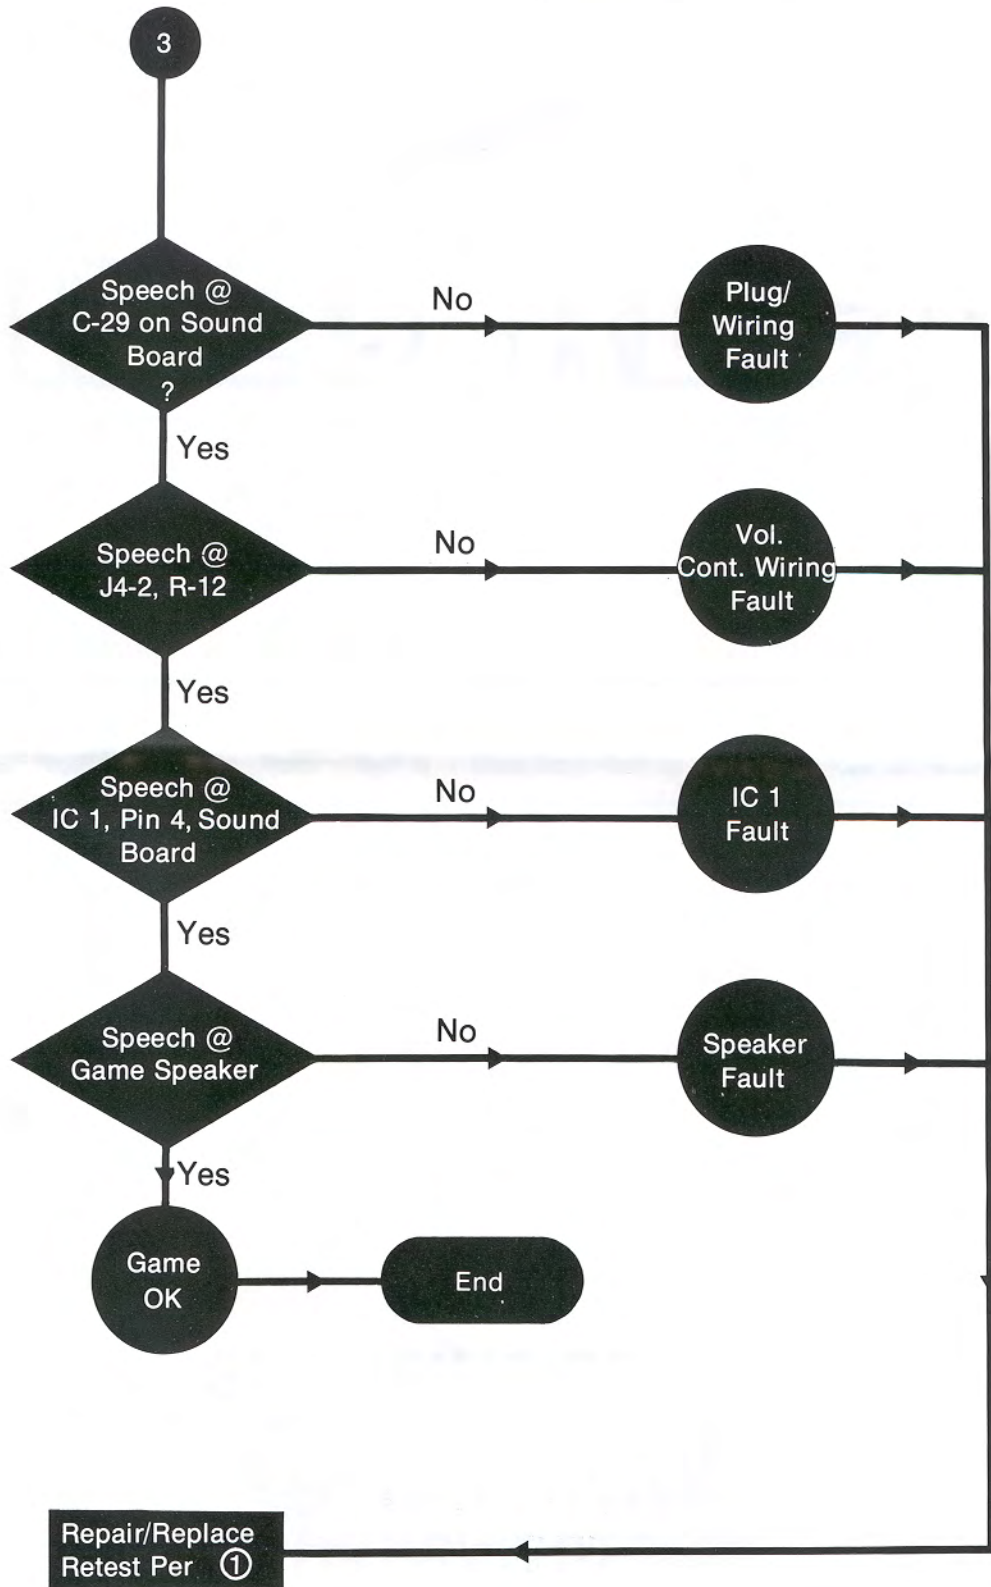 3
Speech @
C-29 on Sound
Board
?
No
Plug/
Wiring
Fault
Yes
Speech @
J4-2, R-12
No
Vol.
Cont. Wiring
Fault
Yes
Speech @
IC 1, Pin 4, Sound
Board
No
IC 1
Fault
Yes
Speech @
Game Speaker
No
Speaker
Fault
Yes
Game
OK
End
Repair/Replace
Retest Per ①